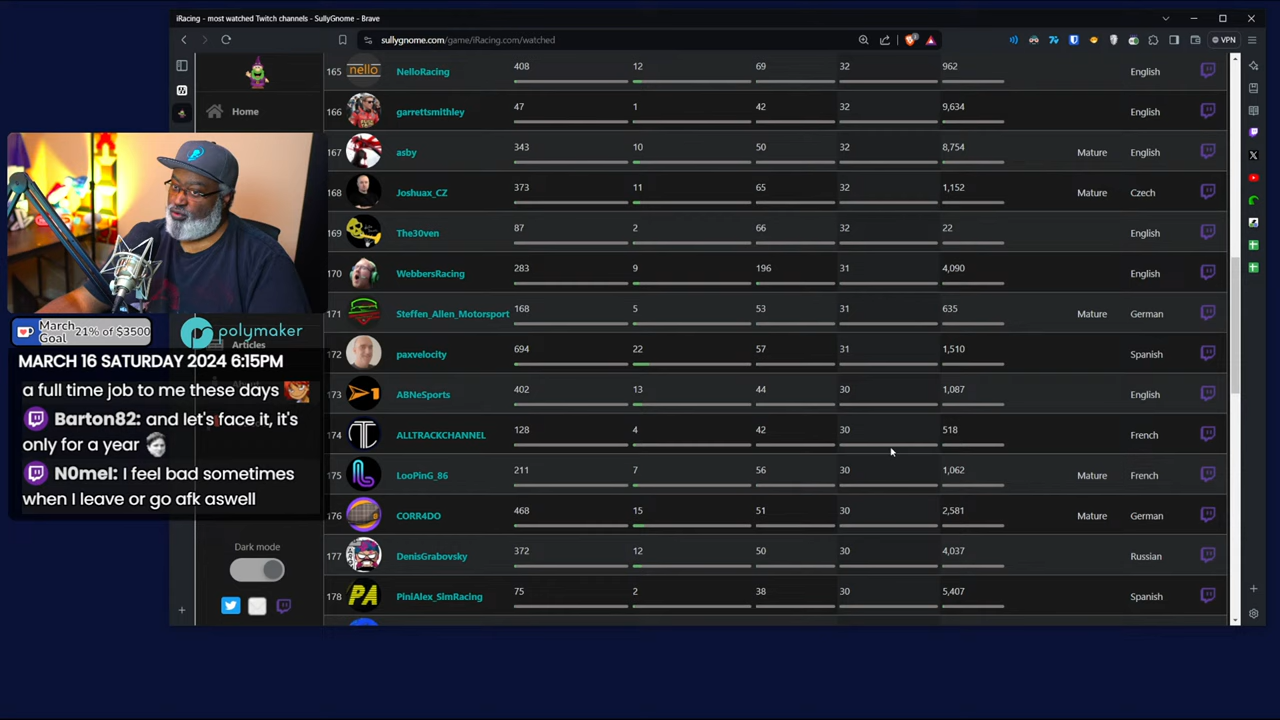 iRacing - most watched Twitch channels - SullyGnome - Brave
sullygnome.com/game/iRacing.com/watched
VPN
Home
Articles
165 nello NelloRacing 408 12 69 32 962 English
166 garrettsmithley 47 1 42 32 9,634 English
167 asby 343 10 50 32 8,754 Mature English
168 Joshuax_CZ 373 11 65 32 1,152 Mature Czech
169 The30ven 87 2 66 32 22 English
170 WebbersRacing 283 9 196 31 4,090 English
171 Steffen_Allen_Motorsport 168 5 53 31 635 Mature German
172 paxvelocity 694 22 57 31 1,510 Spanish
173 ABNeSports 402 13 44 30 1,087 English
174 ALLTRACKCHANNEL 128 4 42 30 518 French
175 LooPinG_86 211 7 56 30 1,062 Mature French
176 CORR4DO 468 15 51 30 2,581 Mature German
177 DenisGrabovsky 372 12 50 30 4,037 Russian
178 PA PiniAlex_SimRacing 75 2 38 30 5,407 Spanish
March
Goal
21% of $3500
polymaker
MARCH 16 SATURDAY 2024 6:15PM
a full time job to me these days
Barton82: and let's face it, it's
only for a year
N0mel: I feel bad sometimes
when I leave or go afk aswell
Dark mode